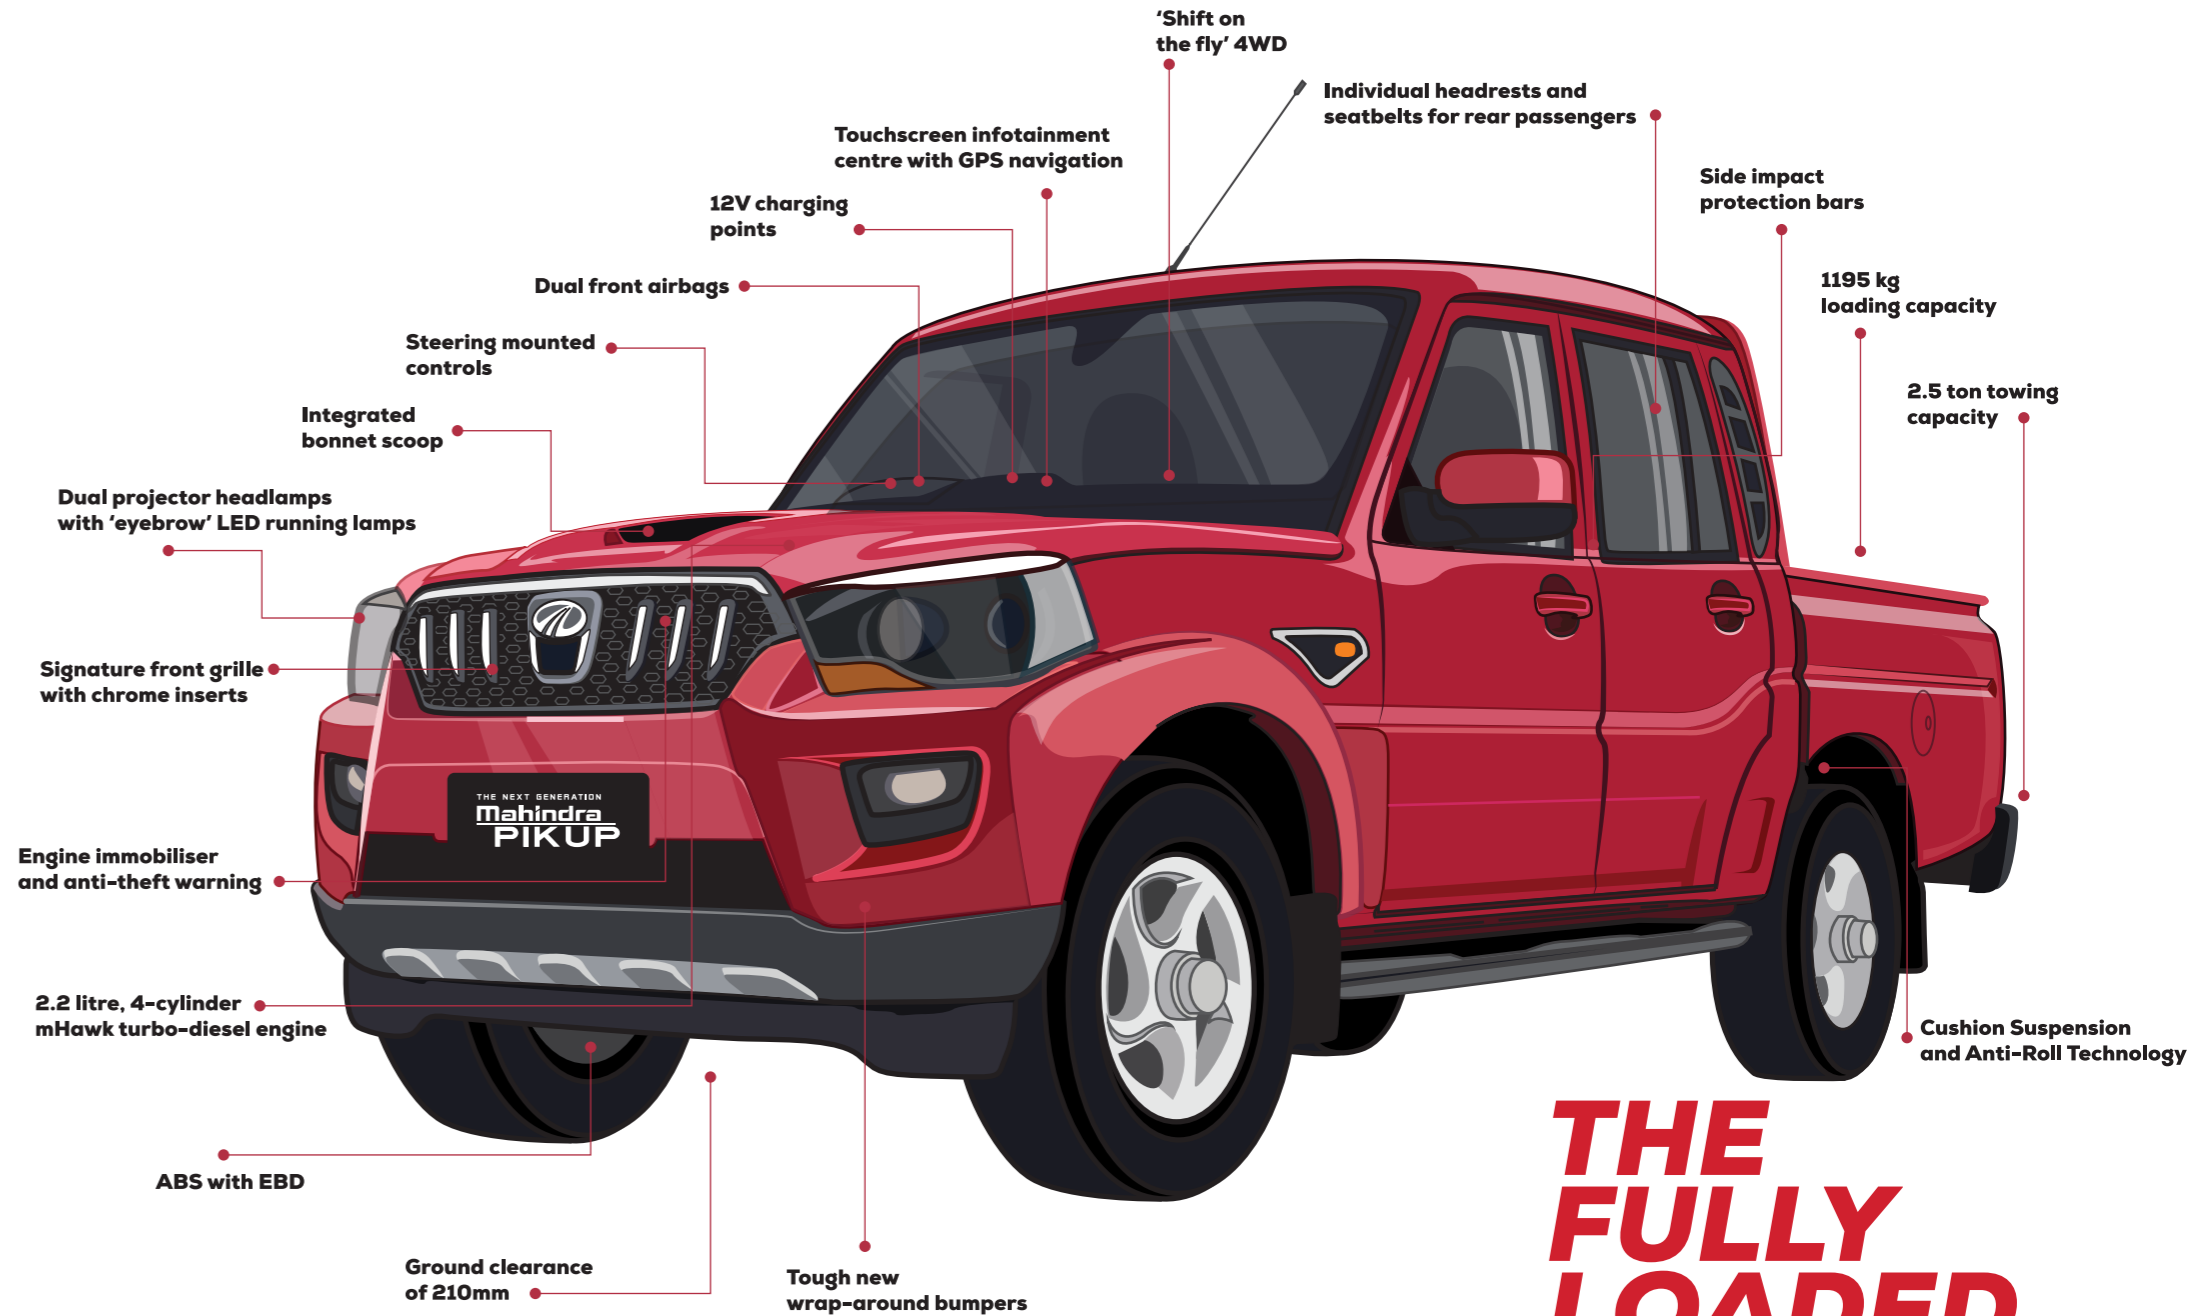 ‘Shift on
the fly’ 4WD
Individual headrests and
seatbelts for rear passengers
Touchscreen infotainment
centre with GPS navigation
Side impact
protection bars
12V charging
points
1195 kg
loading capacity
Dual front airbags
Steering mounted
controls
2.5 ton towing
capacity
Integrated
bonnet scoop
Dual projector headlamps
with ‘eyebrow’ LED running lamps
Signature front grille
with chrome inserts
THE NEXT GENERATION
Mahindra
PIKUP
Engine immobiliser
and anti-theft warning
2.2 litre, 4-cylinder
mHawk turbo-diesel engine
Cushion Suspension
and Anti-Roll Technology
ABS with EBD
Ground clearance
of 210mm
Tough new
wrap-around bumpers
THE
FULLY
LOADED